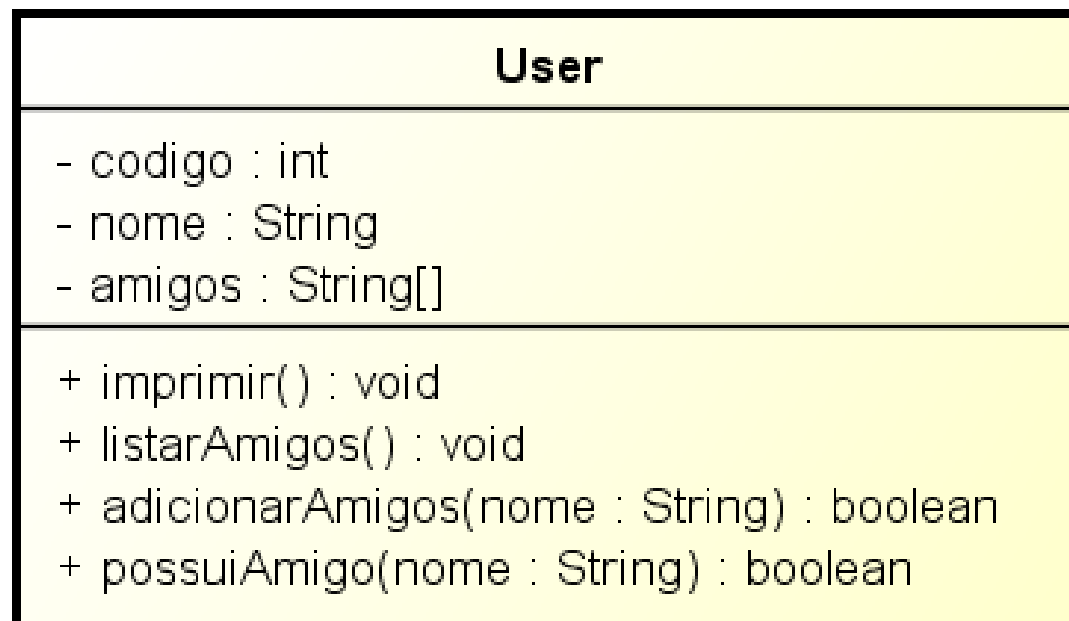 User
- codigo : int
- nome : String
- amigos : String[]
+ imprimir() : void
+ listarAmigos() : void
+ adicionarAmigos(nome : String) : boolean
+ possuiAmigo(nome : String) : boolean